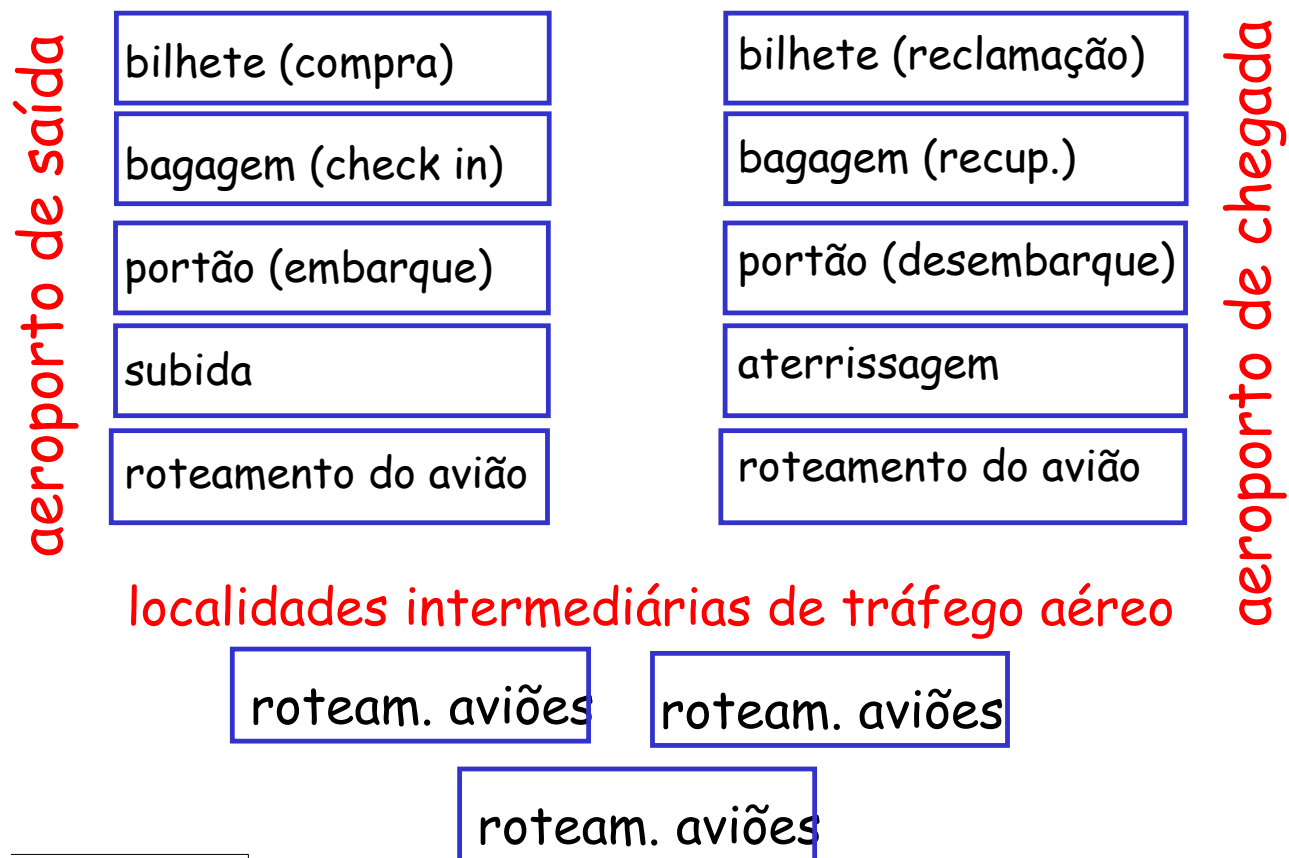 aeroporto de saída
bilhete (compra)
bagagem (check in)
portão (embarque)
subida
roteamento do avião
bilhete (reclamação)
bagagem (recup.)
portão (desembarque)
aterrissagem
roteamento do avião
aeroporto de chegada
localidades intermediárias de tráfego aéreo
roteam. aviões
roteam. aviões
roteam. aviões